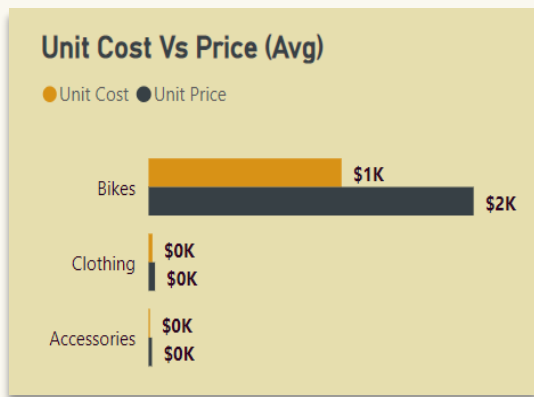 Unit Cost Vs Price (Avg)
Unit Cost Unit Price
$1K
Bikes
$2K
$0K
Clothing
$0K
$0K
Accessories
$0K